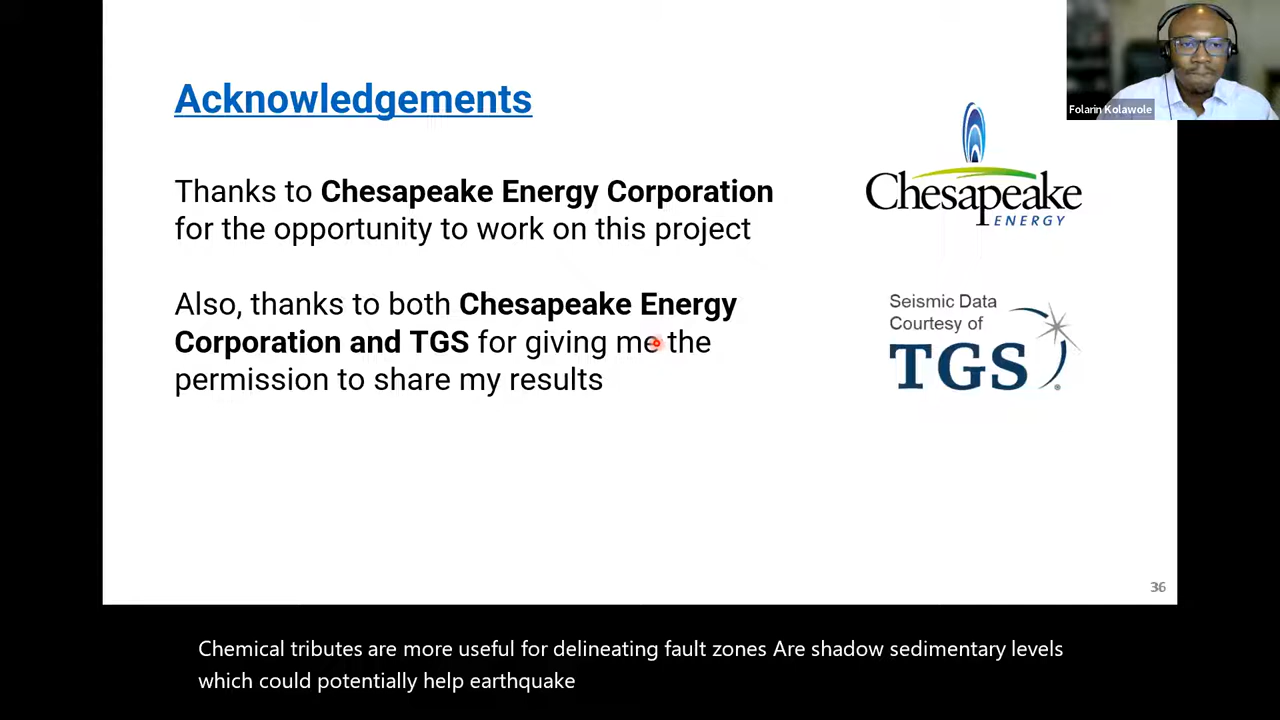 Acknowledgements
Folarin Kolawole
Thanks to Chesapeake Energy Corporation
for the opportunity to work on this project
Chesapeake
ENERGY
Also, thanks to both Chesapeake Energy
Corporation and TGS for giving me the
permission to share my results
Seismic Data
Courtesy of
TGS
®
36
Chemical tributes are more useful for delineating fault zones Are shadow sedimentary levels
which could potentially help earthquake